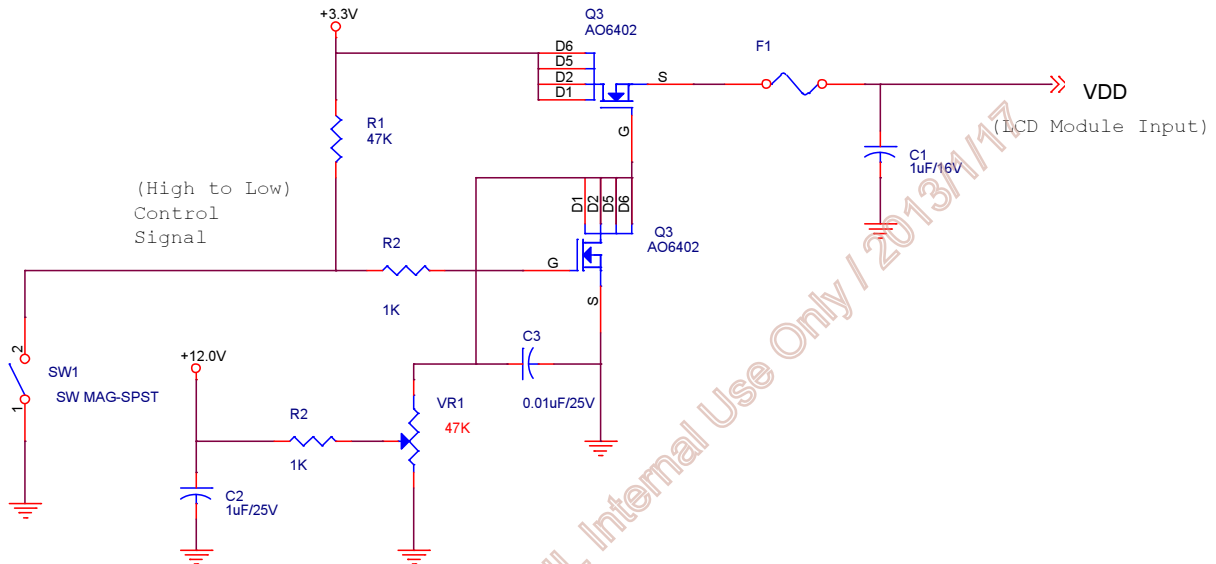 +3.3V
Q3
AO6402
F1
D6
D5
D2
D1
S
G
VDD
(LCD Module Input)
R1
47K
C1
1uF/16V
(High to Low)
Control
Signal
D1
D2
D5
D6
Q3
AO6402
R2
1K
G
S
C3
0.01uF/25V
2
1
SW1
SW MAG-SPST
+12.0V
R2
1K
VR1
47K
C2
1uF/25V
Internal Use Only / 2013/1/17